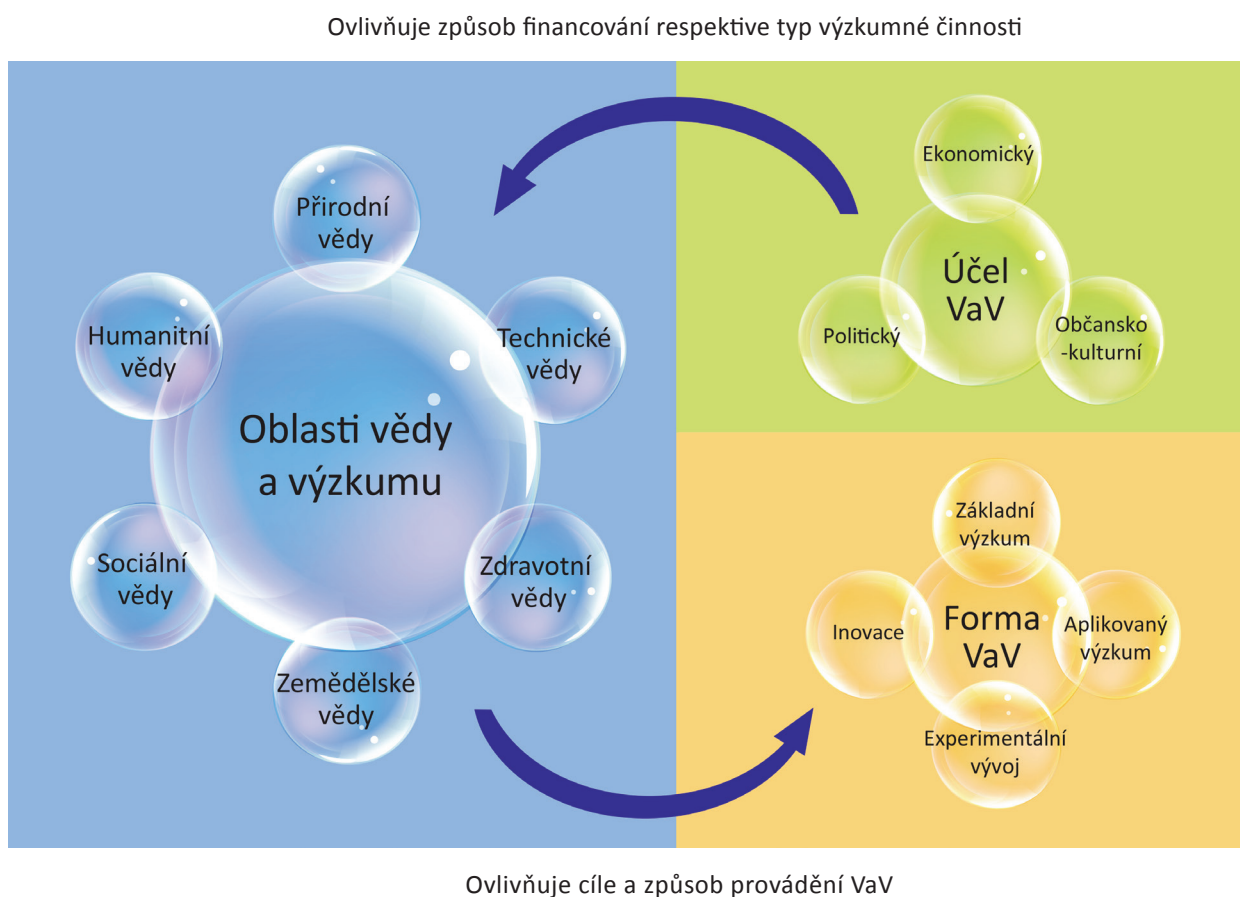 Ovlivňuje způsob financování respektive typ výzkumné činnosti
Přírodní
vědy
Humanitní
vědy
Technické
vědy
Oblasti vědy
a výzkumu
Sociální
vědy
Zdravotní
vědy
Zemědělské
vědy
Ekonomický
Účel
VaV
Politický
Občansko
-kulturní
Základní
výzkum
Inovace
Forma
VaV
Aplikovaný
výzkum
Experimentální
vývoj
Ovlivňuje cíle a způsob provádění VaV